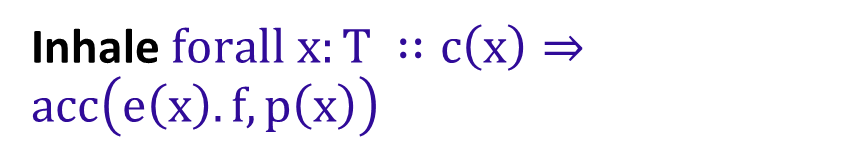 Inhale forall x: T :: c(x) ⇒
acc(e(x).f, p(x))